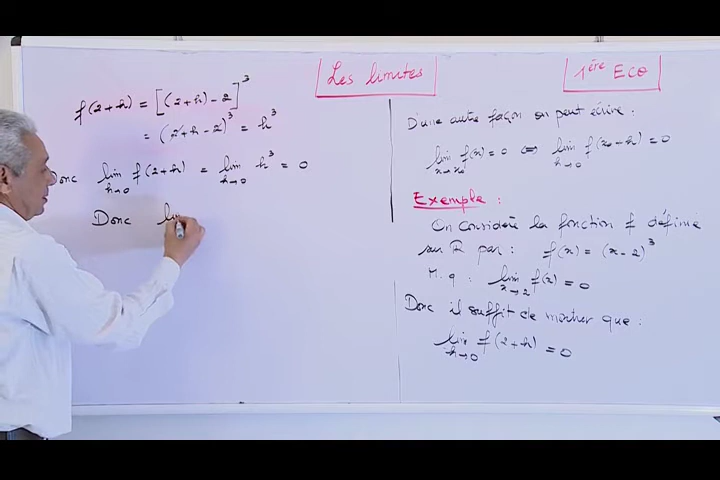 Les limites
1ère Eco
f(2+h) = [(2+h)-2]^3
= (2+h-2)^3 = h^3
Donc lim f(2+h) = lim h^3 = 0
h→0 h→0
Donc lim
D'une autre façon on peut écrire :
lim f(x) = 0 ⇔ lim f(x0-h) = 0
x→x0 h→0
Exemple :
On considère la fonction f définie
sur R par : f(x) = (x-2)^3
M.q : lim f(x) = 0
x→2
Donc il suffit de montrer que :
lim f(2+h) = 0
h→0